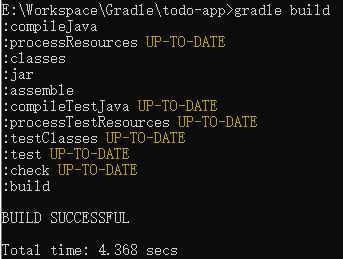 E:\Workspace\Gradle\todo-app>gradle build
:compileJava
:processResources UP-TO-DATE
:classes
:jar
:assemble
:compileTestJava UP-TO-DATE
:processTestResources UP-TO-DATE
:testClasses UP-TO-DATE
:test UP-TO-DATE
:check UP-TO-DATE
:build
BUILD SUCCESSFUL
Total time: 4.368 secs